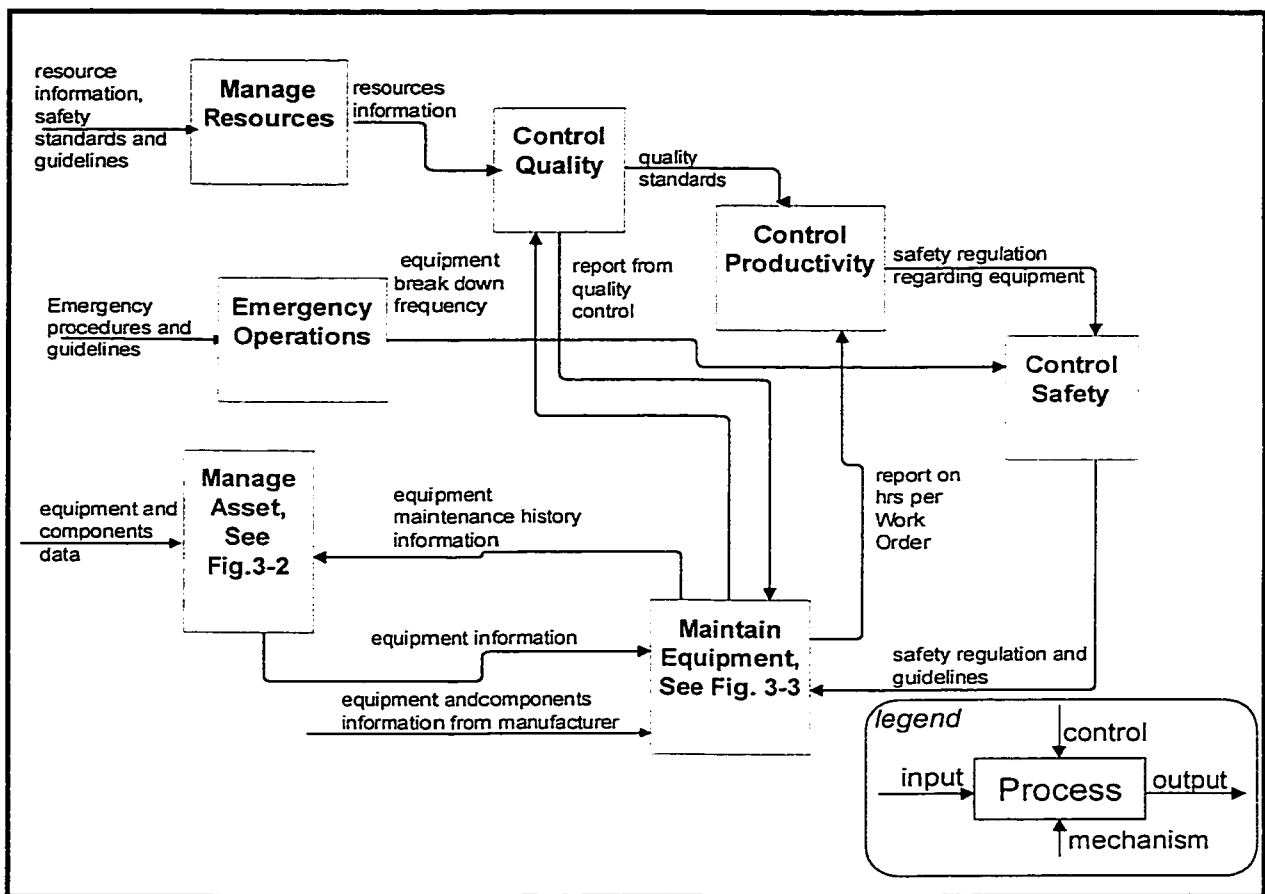 resource
information,
safety
standards and
guidelines
Manage
Resources
resources
information
Control
Quality
quality
standards
Control
Productivity
safety regulation
regarding equipment
Emergency
procedures and
guidelines
Emergency
Operations
equipment
break down
frequency
report from
quality
control
Control
Safety
equipment and
components
data
Manage
Asset,
See
Fig.3-2
equipment
maintenance history
information
report on
hrs per
Work
Order
equipment information
Maintain
Equipment,
See Fig. 3-3
safety regulation and
guidelines
equipment andcomponents
information from manufacturer
legend
control
input
Process
output
mechanism